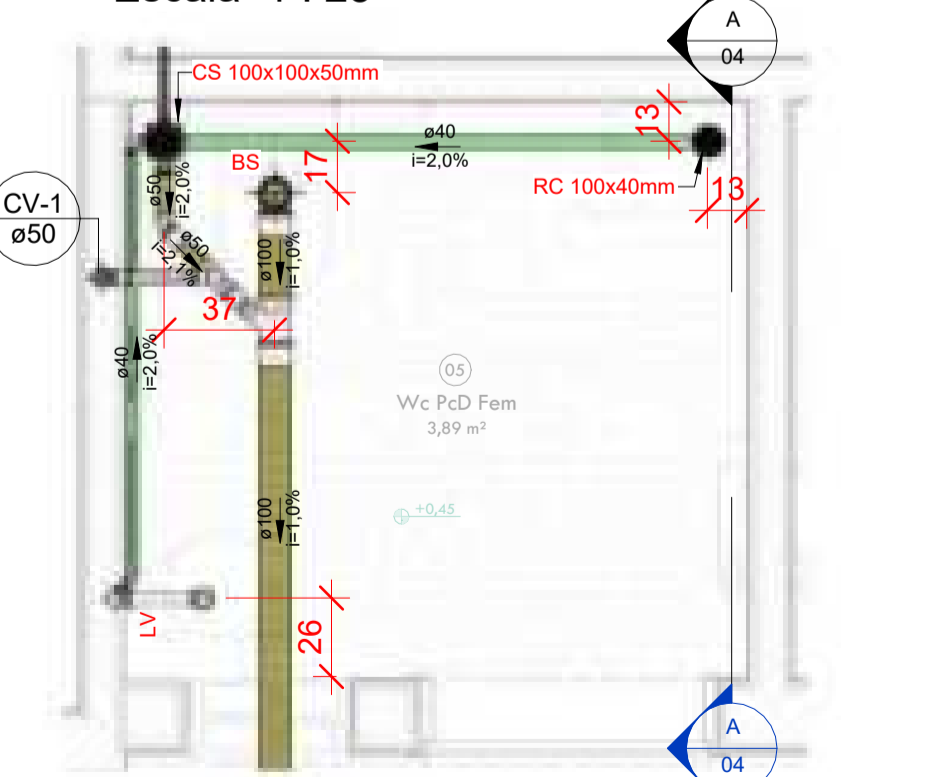 A
04
CS 100x100x50mm
13
ø40
i=2,0%
BS
17
RC 100x40mm
13
ø50
i=2,0%
CV-1
ø50
ø50
i=2,1%
ø100
i=1,0%
37
ø40
i=2,0%
05
Wc PcD Fem
3,89 m²
ø100
i=1,0%
+0,45
LV
26
A
04